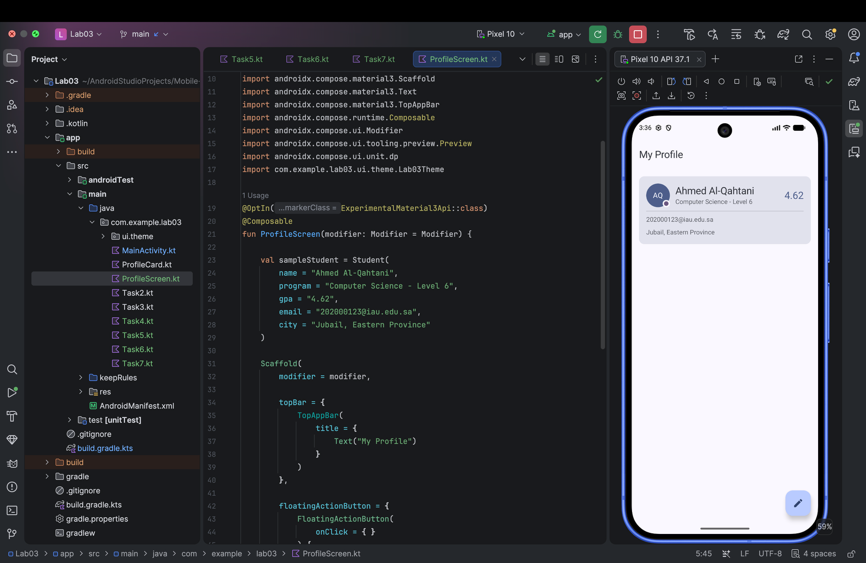 L Lab03
main
Pixel 10
app
Project
Task5.kt
Task6.kt
Task7.kt
ProfileScreen.kt
Pixel 10 API 37.1
Lab03 ~/AndroidStudioProjects/Mobile-
.gradle
.idea
.kotlin
app
build
src
androidTest
main
java
com.example.lab03
ui.theme
MainActivity.kt
ProfileCard.kt
ProfileScreen.kt
Task2.kt
Task3.kt
Task4.kt
Task5.kt
Task6.kt
Task7.kt
keepRules
res
AndroidManifest.xml
test [unitTest]
.gitignore
build.gradle.kts
build
gradle
.gitignore
build.gradle.kts
gradle.properties
gradlew
10 import androidx.compose.material3.Scaffold
11 import androidx.compose.material3.Text
12 import androidx.compose.material3.TopAppBar
13 import androidx.compose.runtime.Composable
14 import androidx.compose.ui.Modifier
15 import androidx.compose.ui.tooling.preview.Preview
16 import androidx.compose.ui.unit.dp
17 import com.example.lab03.ui.theme.Lab03Theme
18
1 Usage
19 @OptIn( ...markerClass = ExperimentalMaterial3Api::class)
20 @Composable
21 fun ProfileScreen(modifier: Modifier = Modifier) {
22
23 val sampleStudent = Student(
24 name = "Ahmed Al-Qahtani",
25 program = "Computer Science - Level 6",
26 gpa = "4.62",
27 email = "202000123@iau.edu.sa",
28 city = "Jubail, Eastern Province"
29 )
30
31 Scaffold(
32 modifier = modifier,
33
34 topBar = {
35 TopAppBar(
36 title = {
37 Text("My Profile")
38 }
39 )
40 },
41
42 floatingActionButton = {
43 FloatingActionButton(
44 onClick = { }
3:36
My Profile
AQ
Ahmed Al-Qahtani
Computer Science - Level 6
4.62
202000123@iau.edu.sa
Jubail, Eastern Province
59%
Lab03 > app > src > main > java > com > example > lab03 > ProfileScreen.kt
5:45 LF UTF-8 4 spaces